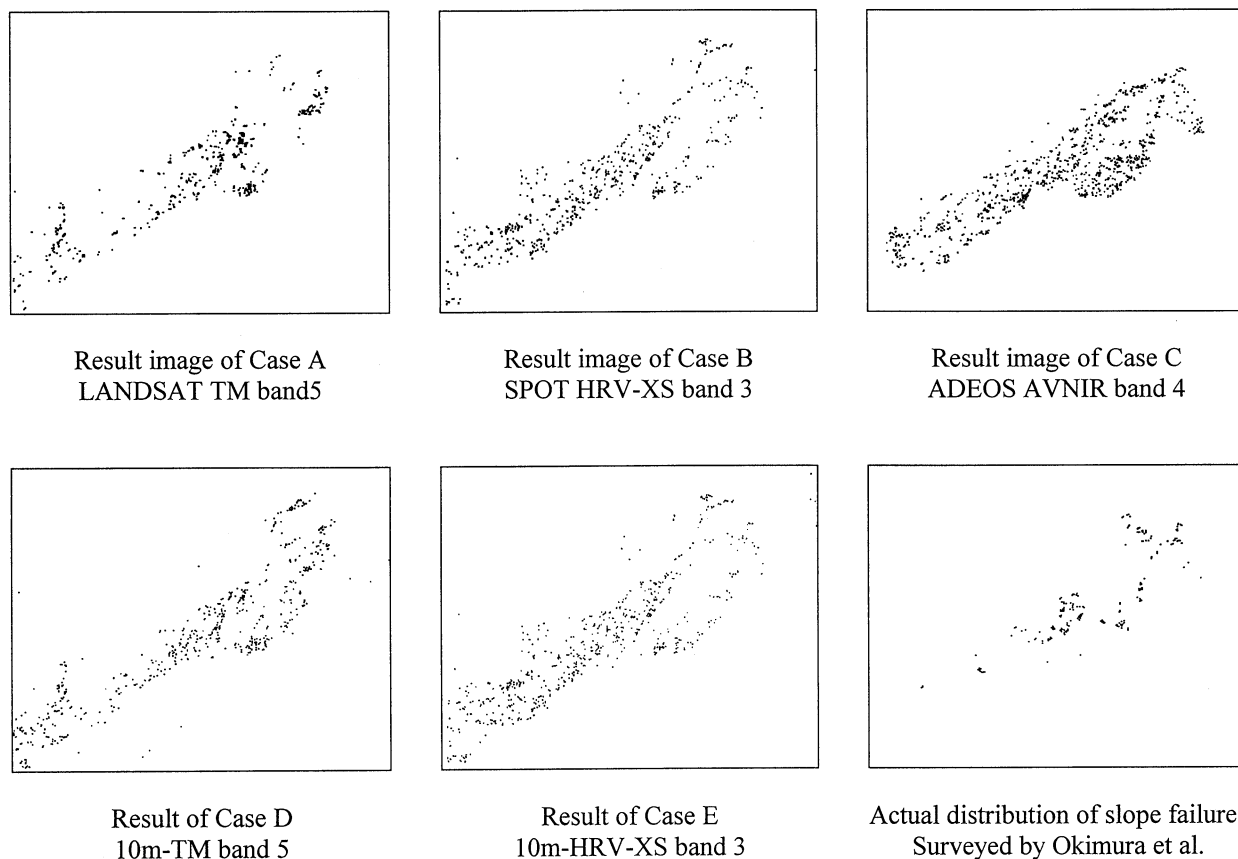 Result image of Case A
LANDSAT TM band5
Result image of Case B
SPOT HRV-XS band 3
Result image of Case C
ADEOS AVNIR band 4
Result of Case D
10m-TM band 5
Result of Case E
10m-HRV-XS band 3
Actual distribution of slope failure
Surveyed by Okimura et al.